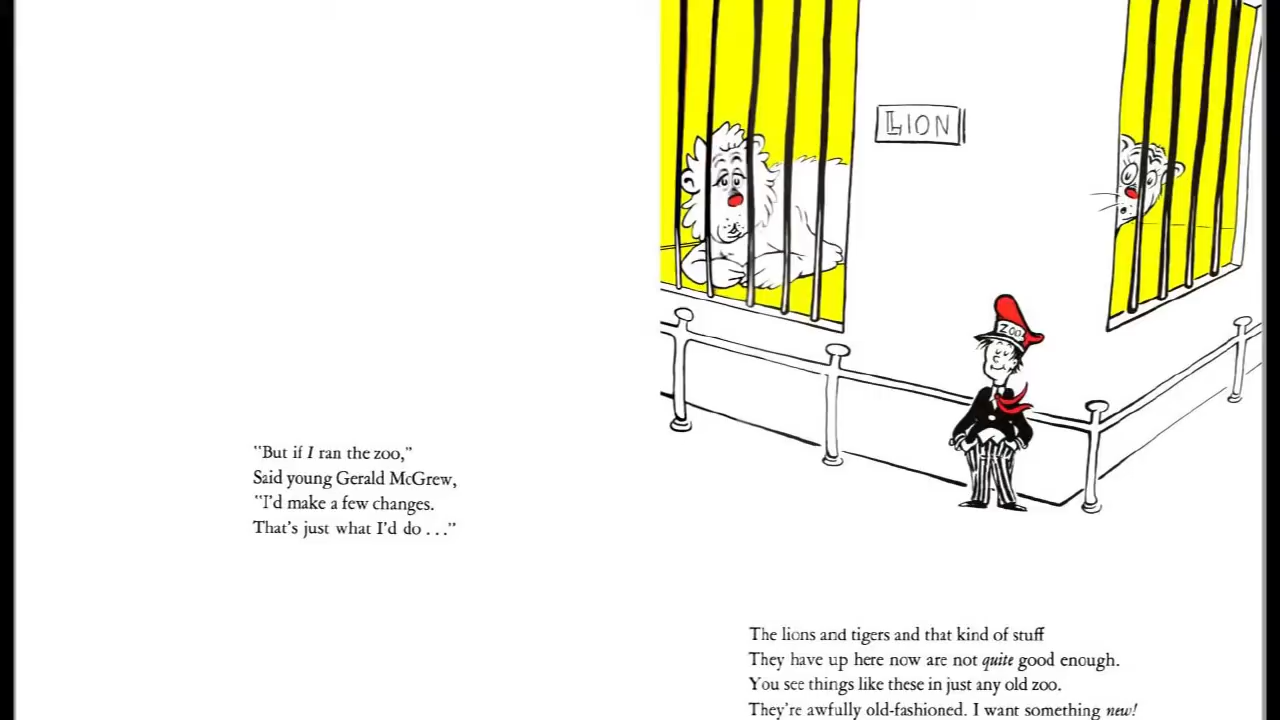 "But if I ran the zoo,"
Said young Gerald McGrew,
"I'd make a few changes.
That's just what I'd do . . ."
LION
ZOO
The lions and tigers and that kind of stuff
They have up here now are not quite good enough.
You see things like these in just any old zoo.
They're awfully old-fashioned. I want something new!